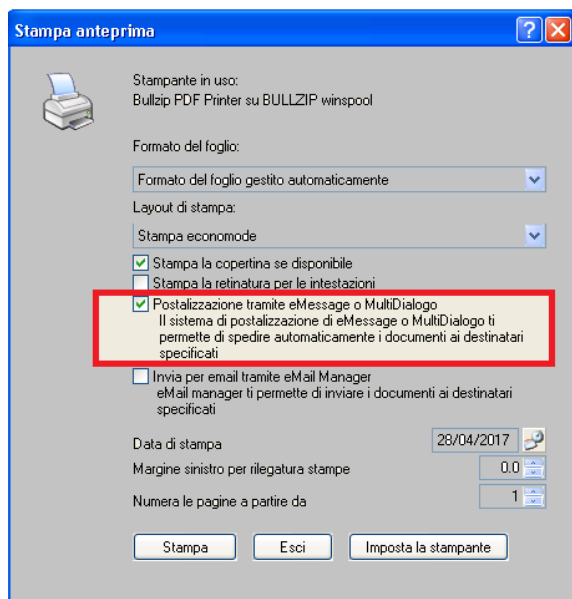 Stampa anteprima
Stampante in uso:
Bullzip PDF Printer su BULLZIP winspool
Formato del foglio:
Formato del foglio gestito automaticamente
Layout di stampa:
Stampa economode
Stampa la copertina se disponibile
Stampa la retinatura per le intestazioni
Postalizzazione tramite eMessage o MultiDialogo
Il sistema di postalizzazione di eMessage o MultiDialogo ti
permette di spedire automaticamente i documenti ai destinatari
specificati
Invia per email tramite eMail Manager
eMail manager ti permette di inviare i documenti ai destinatari
specificati
Data di stampa 28/04/2017
Margine sinistro per rilegatura stampe 0.0
Numera le pagine a partire da 1
Stampa Esci Imposta la stampante